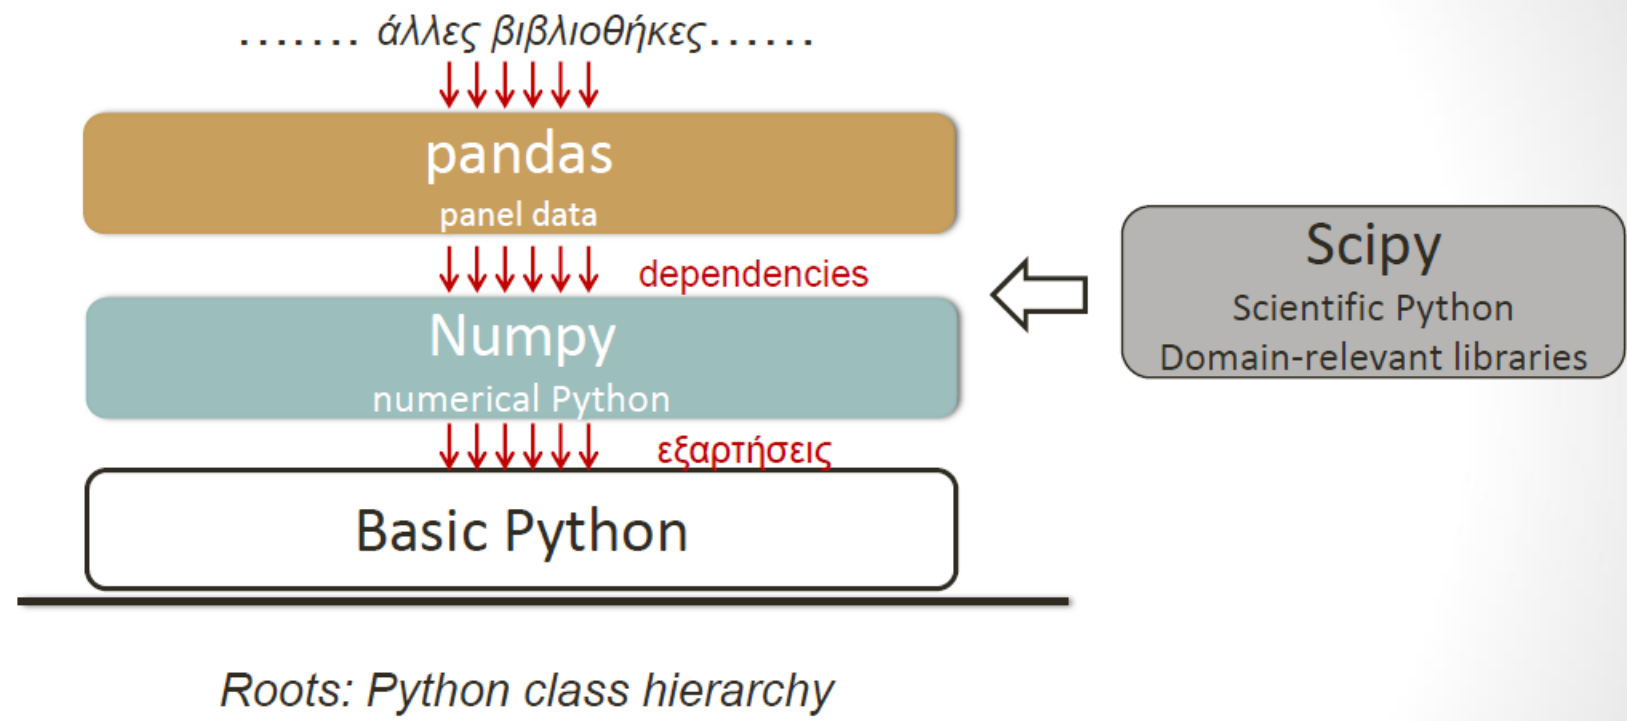 ....... άλλες βιβλιοθήκες......
pandas
panel data
dependencies
Numpy
numerical Python
εξαρτήσεις
Basic Python
Scipy
Scientific Python
Domain-relevant libraries
Roots: Python class hierarchy